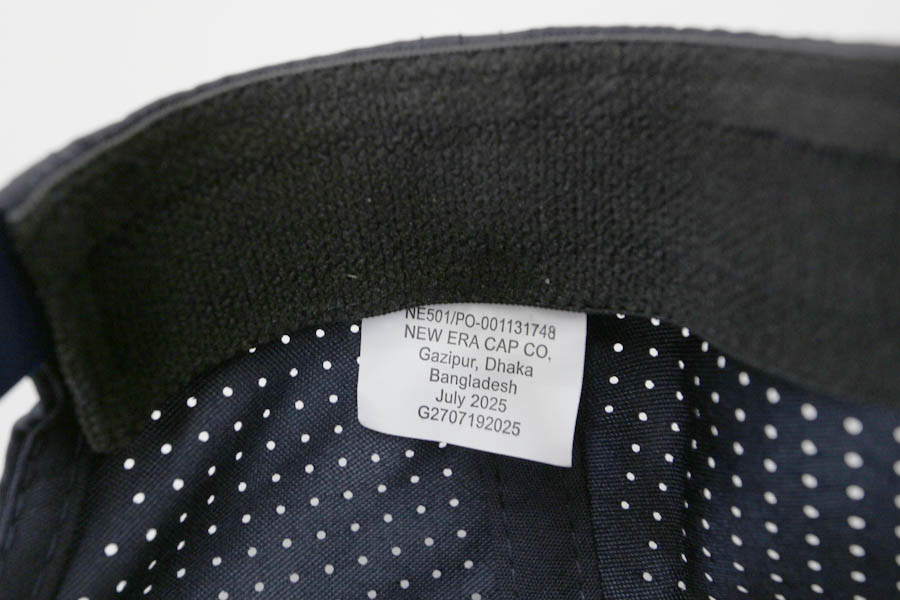 NE501/PO-001131748
NEW ERA CAP CO,
Gazipur, Dhaka
Bangladesh
July 2025
G2707192025